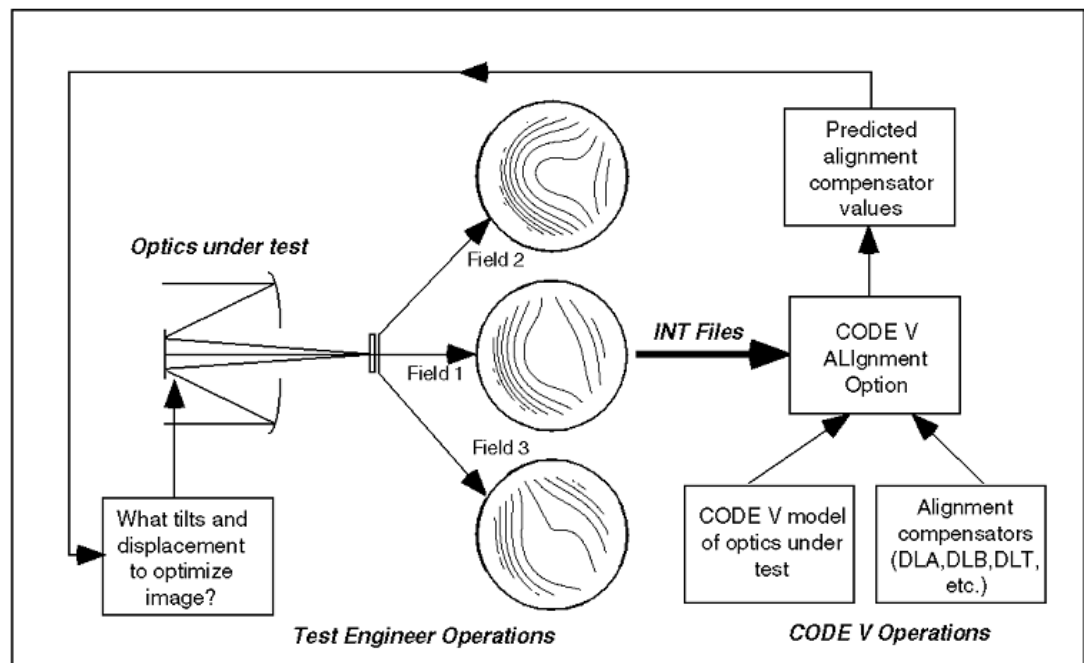 Optics under test
Field 2
Field 1
Field 3
What tilts and
displacement
to optimize
image?
Test Engineer Operations
INT Files
Predicted
alignment
compensator
values
CODE V
ALIgnment
Option
CODE V model
of optics under
test
Alignment
compensators
(DLA,DLB,DLT,
etc.)
CODE V Operations